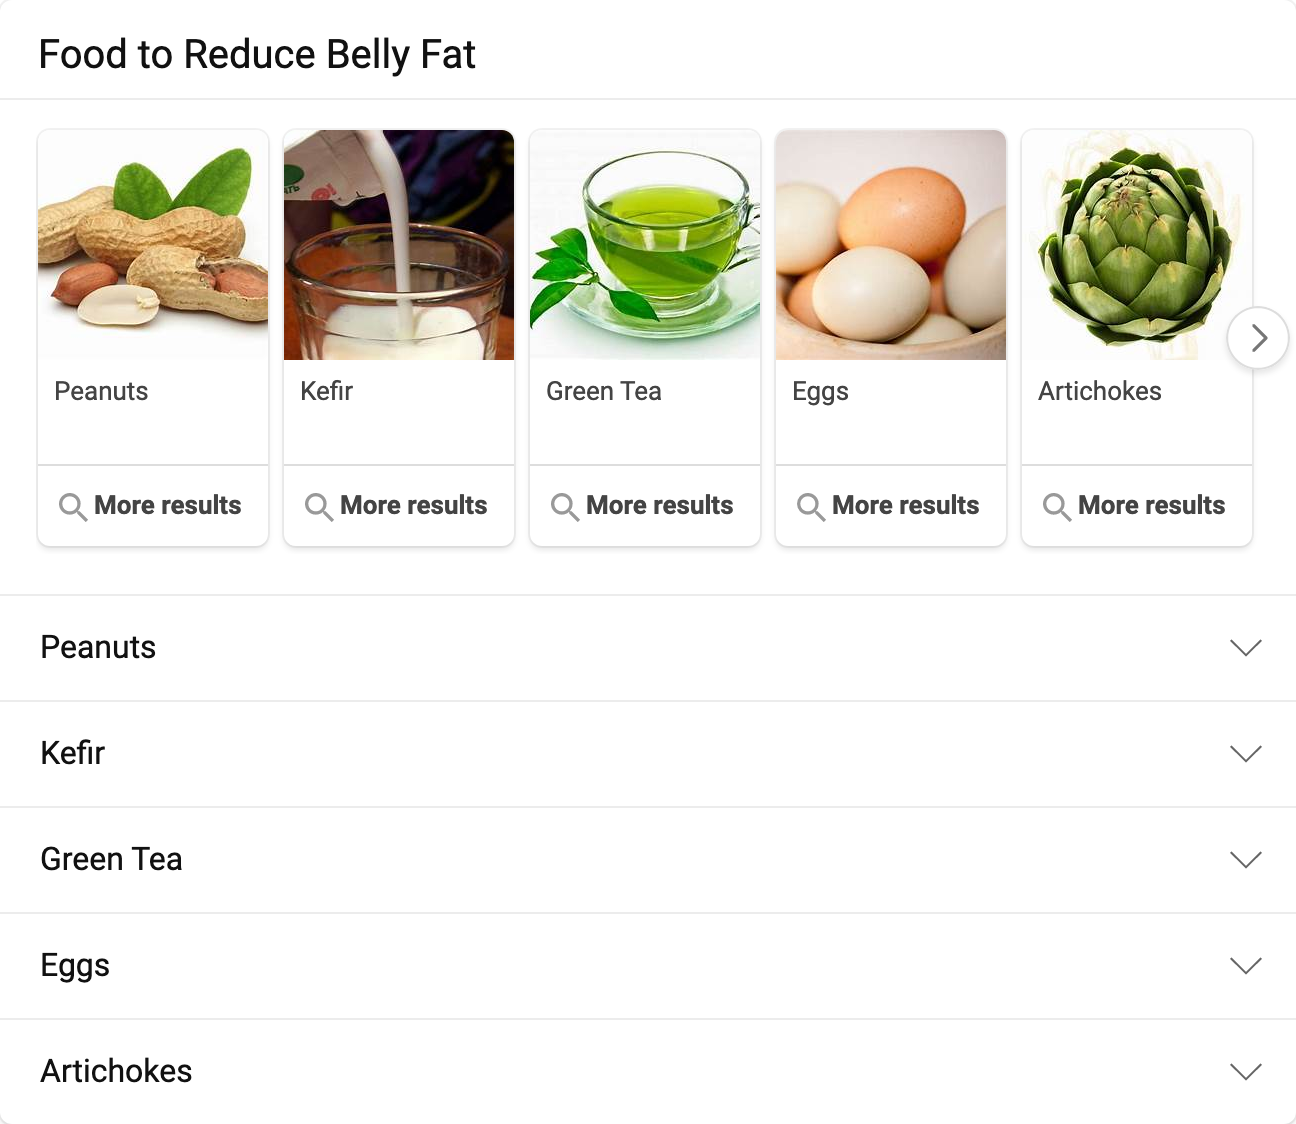 Food to Reduce Belly Fat
Peanuts
Kefir
Green Tea
Eggs
Artichokes
More results
More results
More results
More results
More results
Peanuts
Kefir
Green Tea
Eggs
Artichokes